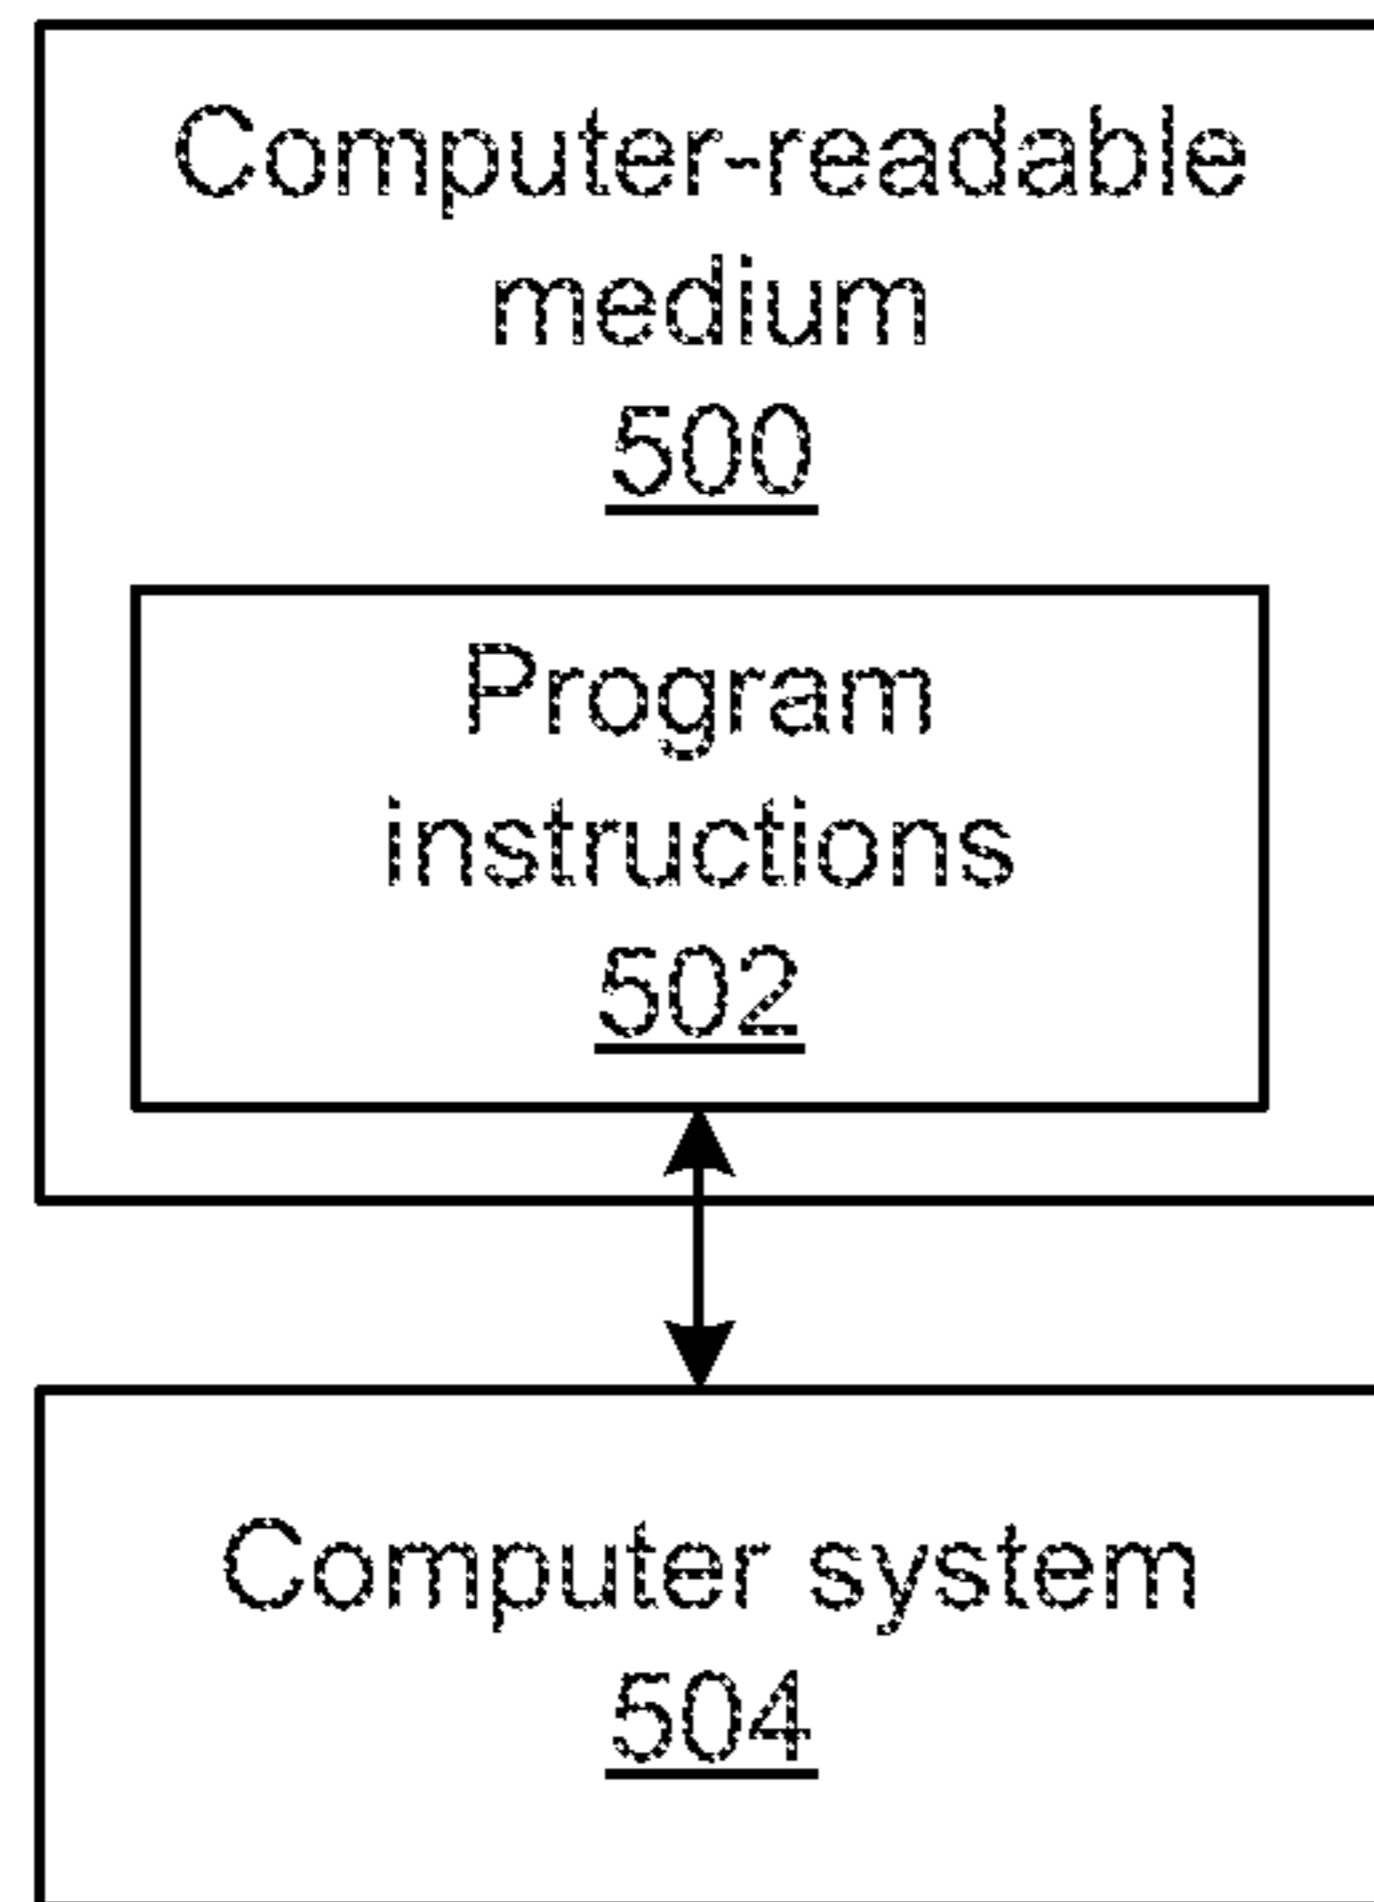 Computer-readable
medium
500
Program
instructions
502
Computer system
504